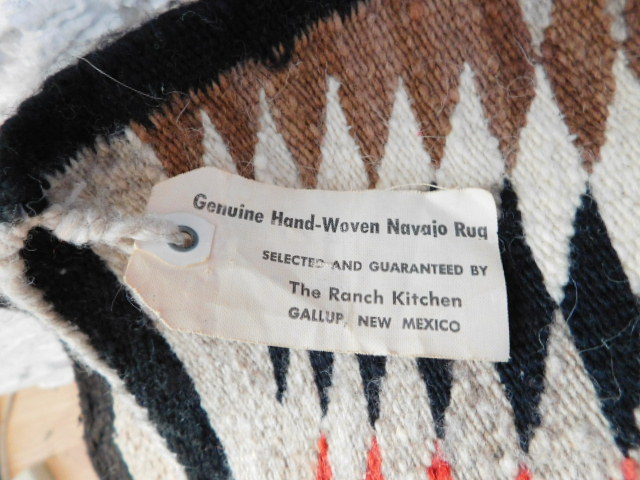 Genuine Hand-Woven Navajo Rug
SELECTED AND GUARANTEED BY
The Ranch Kitchen
GALLUP, NEW MEXICO